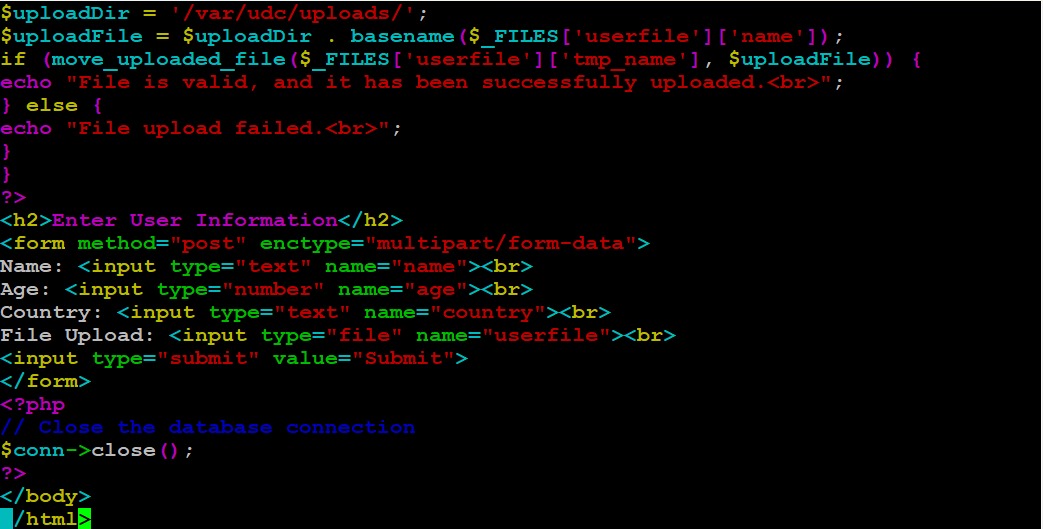 $uploadDir = '/var/udc/uploads/';
$uploadFile = $uploadDir . basename($_FILES['userfile']['name']);
if (move_uploaded_file($_FILES['userfile']['tmp_name'], $uploadFile)) {
echo "File is valid, and it has been successfully uploaded.<br>";
} else {
echo "File upload failed.<br>";
}
}
?>
<h2>Enter User Information</h2>
<form method="post" enctype="multipart/form-data">
Name: <input type="text" name="name"><br>
Age: <input type="number" name="age"><br>
Country: <input type="text" name="country"><br>
File Upload: <input type="file" name="userfile"><br>
<input type="submit" value="Submit">
</form>
<?php
// Close the database connection
$conn->close();
?>
</body>
</html>